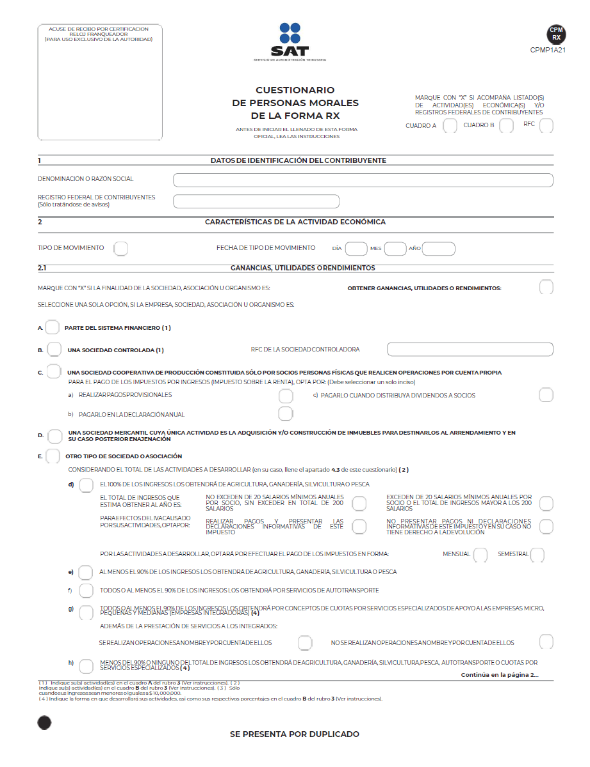 ACUSE DE RECIBO POR CERTIFICACION
RELOJ FRANQUEADOR
(PARA USO EXCLUSIVO DE LA AUTORIDAD)
SAT
CPM
RX
CPMP1A21
CUESTIONARIO
DE PERSONAS MORALES
DE LA FORMA RX
ANTES DE INICIAR EL LLENADO DE ESTA FORMA
OFICIAL, LEA LAS INSTRUCCIONES
MARQUE CON "X" SI ACOMPAÑA LISTADO(S)
DE ACTIVIDAD(ES) ECONÓMICA(S) Y/O
REGISTROS FEDERALES DE CONTRIBUYENTES
CUADRO A CUADRO B RFC
1 DATOS DE IDENTIFICACIÓN DEL CONTRIBUYENTE
DENOMINACION O RAZON SOCIAL
REGISTRO FEDERAL DE CONTRIBUYENTES
(Sólo tratándose de avisos)
2 CARACTERÍSTICAS DE LA ACTIVIDAD ECONÓMICA
TIPO DE MOVIMIENTO FECHA DE TIPO DE MOVIMIENTO DÍA MES AÑO
2.1 GANANCIAS, UTILIDADES O RENDIMIENTOS
MARQUE CON "X" SI LA FINALIDAD DE LA SOCIEDAD, ASOCIACIÓN U ORGANISMO ES: OBTENER GANANCIAS, UTILIDADES O RENDIMIENTOS:
SELECCIONE UNA SOLA OPCIÓN, SI LA EMPRESA, SOCIEDAD, ASOCIACIÓN U ORGANISMO ES:
A. PARTE DEL SISTEMA FINANCIERO ( 1 )
B. UNA SOCIEDAD CONTROLADA ( 1 ) RFC DE LA SOCIEDAD CONTROLADORA
C. UNA SOCIEDAD COOPERATIVA DE PRODUCCIÓN CONSTITUIDA SÓLO POR SOCIOS PERSONAS FÍSICAS QUE REALICEN OPERACIONES POR CUENTA PROPIA
PARA EL PAGO DE LOS IMPUESTOS POR INGRESOS (IMPUESTO SOBRE LA RENTA), OPTA POR: (Debe seleccionar un solo inciso)
a) REALIZAR PAGOS PROVISIONALES c) PAGARLO CUANDO DISTRIBUYA DIVIDENDOS A SOCIOS
b) PAGARLO EN LA DECLARACIÓN ANUAL
D. UNA SOCIEDAD MERCANTIL CUYA ÚNICA ACTIVIDAD ES LA ADQUISICIÓN Y/O CONSTRUCCIÓN DE INMUEBLES PARA DESTINARLOS AL ARRENDAMIENTO Y EN
SU CASO POSTERIOR ENAJENACIÓN
E. OTRO TIPO DE SOCIEDAD O ASOCIACIÓN
CONSIDERANDO EL TOTAL DE LAS ACTIVIDADES A DESARROLLAR (en su caso, llene el apartado 4.3 de este cuestionario) ( 2 )
d) EL 100% DE LOS INGRESOS LOS OBTENDRÁ DE AGRICULTURA, GANADERÍA, SILVICULTURA O PESCA
EL TOTAL DE INGRESOS QUE
ESTIMA OBTENER AL AÑO ES:
NO EXCEDEN DE 20 SALARIOS MÍNIMOS ANUALES
POR SOCIO, SIN EXCEDER EN TOTAL DE 200
SALARIOS
EXCEDEN DE 20 SALARIOS MÍNIMOS ANUALES POR
SOCIO O EL TOTAL DE INGRESOS MAYOR A LOS 200
SALARIOS
PARA EFECTOS DEL IVA CAUSADO
POR SUS ACTIVIDADES, OPTA POR:
REALIZAR PAGOS Y PRESENTAR LAS
DECLARACIONES INFORMATIVAS DE ESTE
IMPUESTO
NO PRESENTAR PAGOS NI DECLARACIONES
INFORMATIVAS DE ESTE IMPUESTO Y EN SU CASO NO
TIENE DERECHO A LA DEVOLUCIÓN
POR LAS ACTIVIDADES A DESARROLLAR, OPTARÁ POR EFECTUAR EL PAGO DE LOS IMPUESTOS EN FORMA: MENSUAL SEMESTRAL
e) AL MENOS EL 90% DE LOS INGRESOS LOS OBTENDRÁ DE AGRICULTURA, GANADERÍA, SILVICULTURA O PESCA
f) TODOS O AL MENOS EL 90% DE LOS INGRESOS LOS OBTENDRÁ POR SERVICIOS DE AUTOTRANSPORTE
g) TODOS O AL MENOS EL 90% DE LOS INGRESOS LOS OBTENDRÁ POR CONCEPTOS DE CUOTAS POR SERVICIOS ESPECIALIZADOS DE APOYO A LAS EMPRESAS MICRO,
PEQUEÑAS Y MEDIANAS (EMPRESAS INTEGRADORAS) ( 4 )
ADEMÁS DE LA PRESTACIÓN DE SERVICIOS A LOS INTEGRADOS:
SE REALIZAN OPERACIONES A NOMBRE Y POR CUENTA DE ELLOS NO SE REALIZAN OPERACIONES A NOMBRE Y POR CUENTA DE ELLOS
h) MENOS DEL 90% O NINGUNO DEL TOTAL DE INGRESOS LOS OBTENDRÁ DE AGRICULTURA, GANADERÍA, SILVICULTURA, PESCA, AUTOTRANSPORTE O CUOTAS POR
SERVICIOS ESPECIALIZADOS ( 4 )
Continúa en la página 2...
( 1 ) Indique su(s) actividad(es) en el cuadro A del rubro 3 (Ver instrucciones). ( 2 )
Indique su(s) actividad(es) en el cuadro B del rubro 3 (Ver instrucciones). ( 3 ) Sólo
cuando sus ingresos sean menores o iguales a $ 10,000,000.
( 4 ) Indique la forma en que desarrollará sus actividades, así como sus respectivas porcentajes en el cuadro B del rubro 3 (Ver instrucciones).
SE PRESENTA POR DUPLICADO